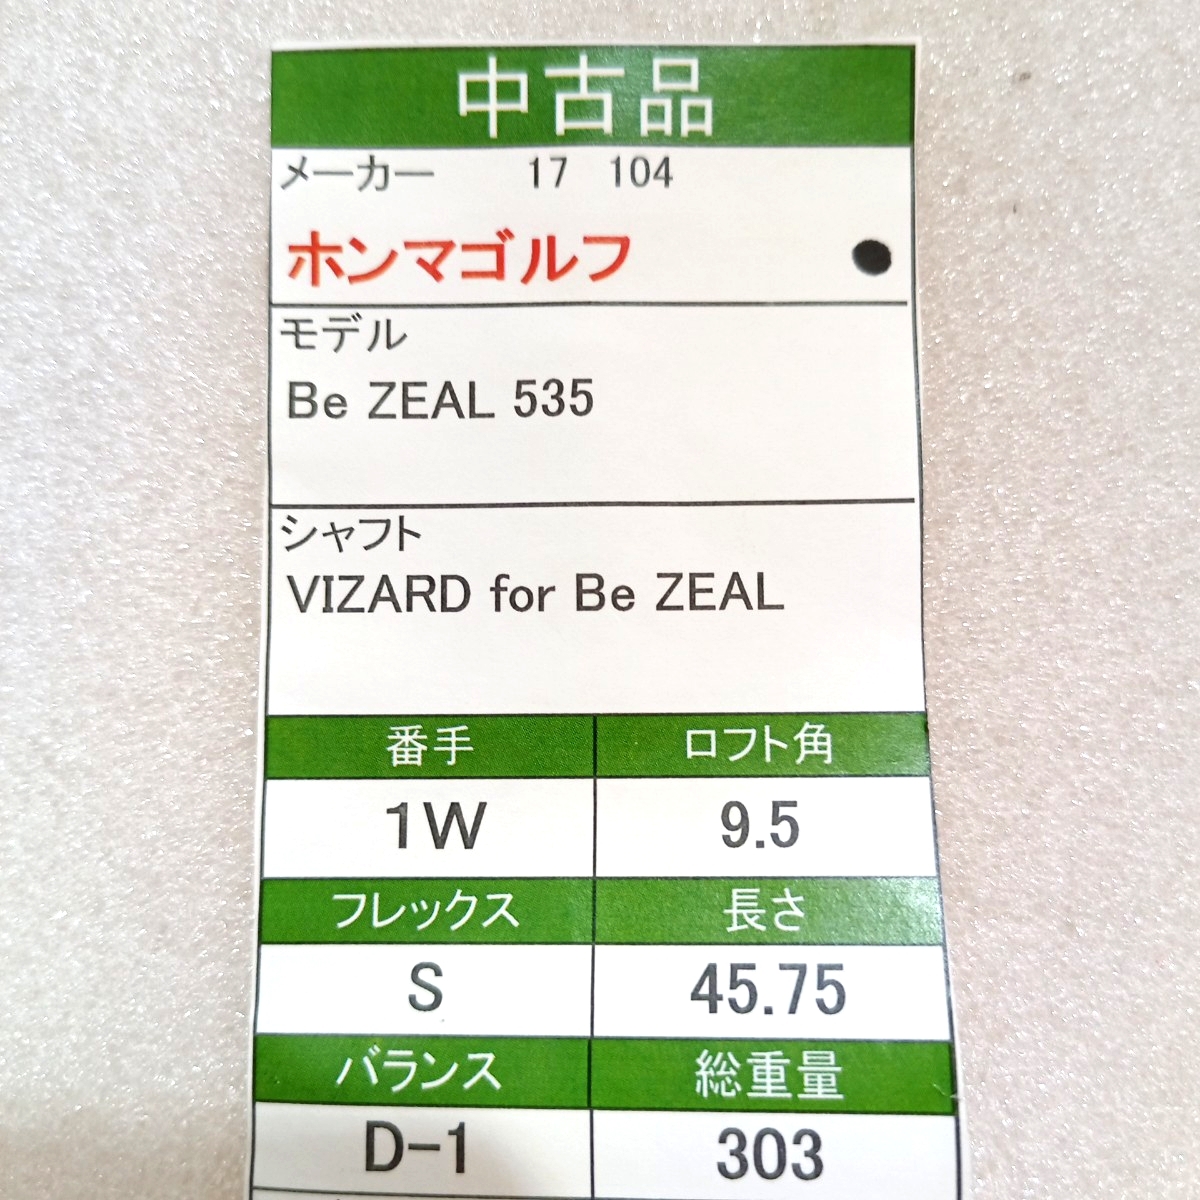 中古品
メーカー 17 104
ホンマゴルフ
モデル
Be ZEAL 535
シャフト
VIZARD for Be ZEAL
番手 ロフト角
1W 9.5
フレックス 長さ
S 45.75
バランス 総重量
D-1 303